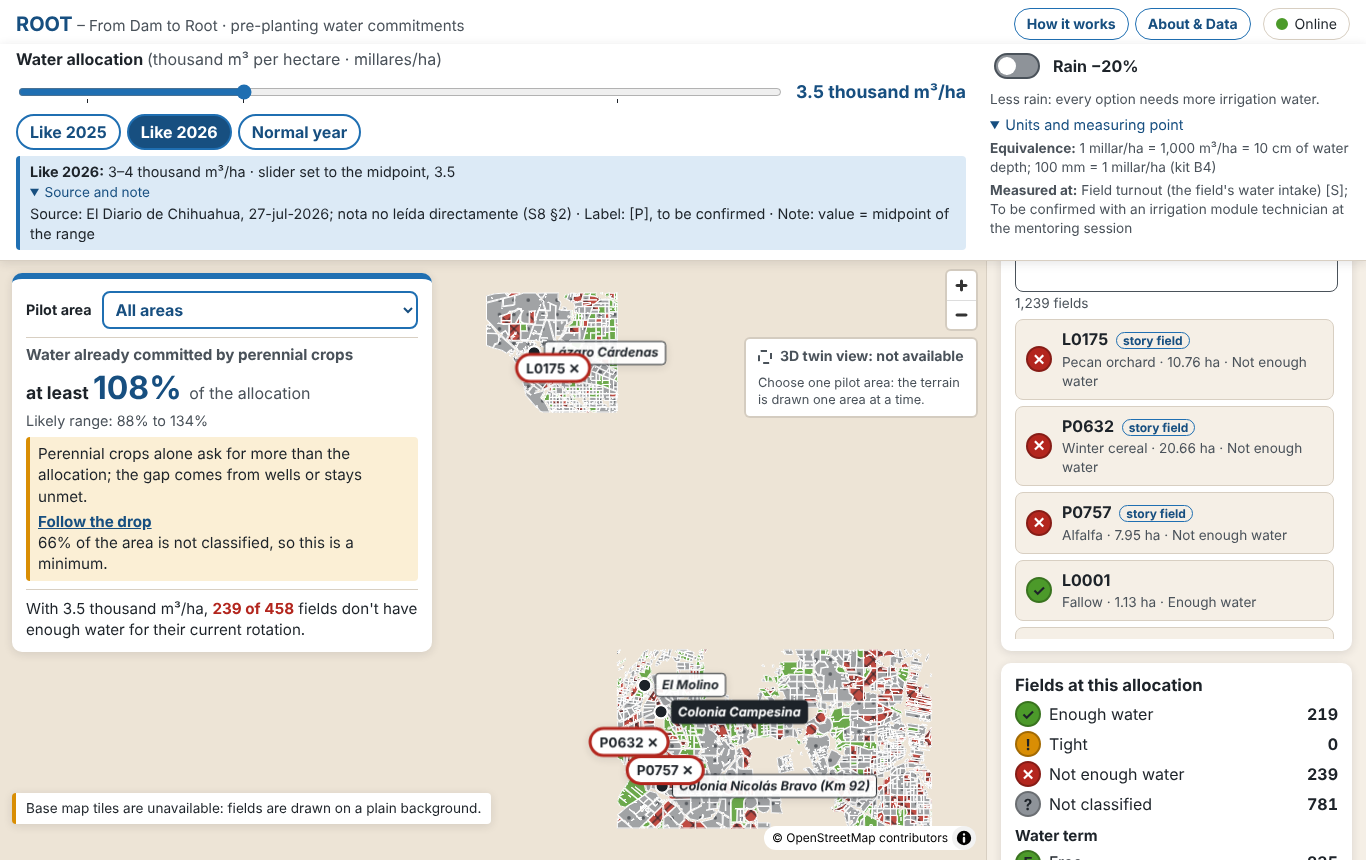 ROOT – From Dam to Root · pre-planting water commitments
How it works
About & Data
Online
Water allocation (thousand m³ per hectare · millares/ha)
3.5 thousand m³/ha
Like 2025
Like 2026
Normal year
Like 2026: 3–4 thousand m³/ha · slider set to the midpoint, 3.5
▼ Source and note
Source: El Diario de Chihuahua, 27-jul-2026; nota no leída directamente (S8 §2) · Label: [P], to be confirmed · Note: value = midpoint of
the range
Rain −20%
Less rain: every option needs more irrigation water.
▼ Units and measuring point
Equivalence: 1 millar/ha = 1,000 m³/ha = 10 cm of water
depth; 100 mm = 1 millar/ha (kit B4)
Measured at: Field turnout (the field's water intake) [S];
To be confirmed with an irrigation module technician at
the mentoring session
Pilot area
All areas
Water already committed by perennial crops
at least 108% of the allocation
Likely range: 88% to 134%
Perennial crops alone ask for more than the
allocation; the gap comes from wells or stays
unmet.
Follow the drop
66% of the area is not classified, so this is a
minimum.
With 3.5 thousand m³/ha, 239 of 458 fields don't have
enough water for their current rotation.
Lázaro Cárdenas
L0175 ✕
+
−
3D twin view: not available
Choose one pilot area: the terrain
is drawn one area at a time.
El Molino
Colonia Campesina
P0632 ✕
P0757 ✕
Colonia Nicolás Bravo (Km 92)
Base map tiles are unavailable: fields are drawn on a plain background.
© OpenStreetMap contributors
1,239 fields
L0175 story field
Pecan orchard · 10.76 ha · Not enough
water
P0632 story field
Winter cereal · 20.66 ha · Not enough
water
P0757 story field
Alfalfa · 7.95 ha · Not enough water
L0001
Fallow · 1.13 ha · Enough water
Fields at this allocation
Enough water 219
Tight 0
Not enough water 239
Not classified 781
Water term